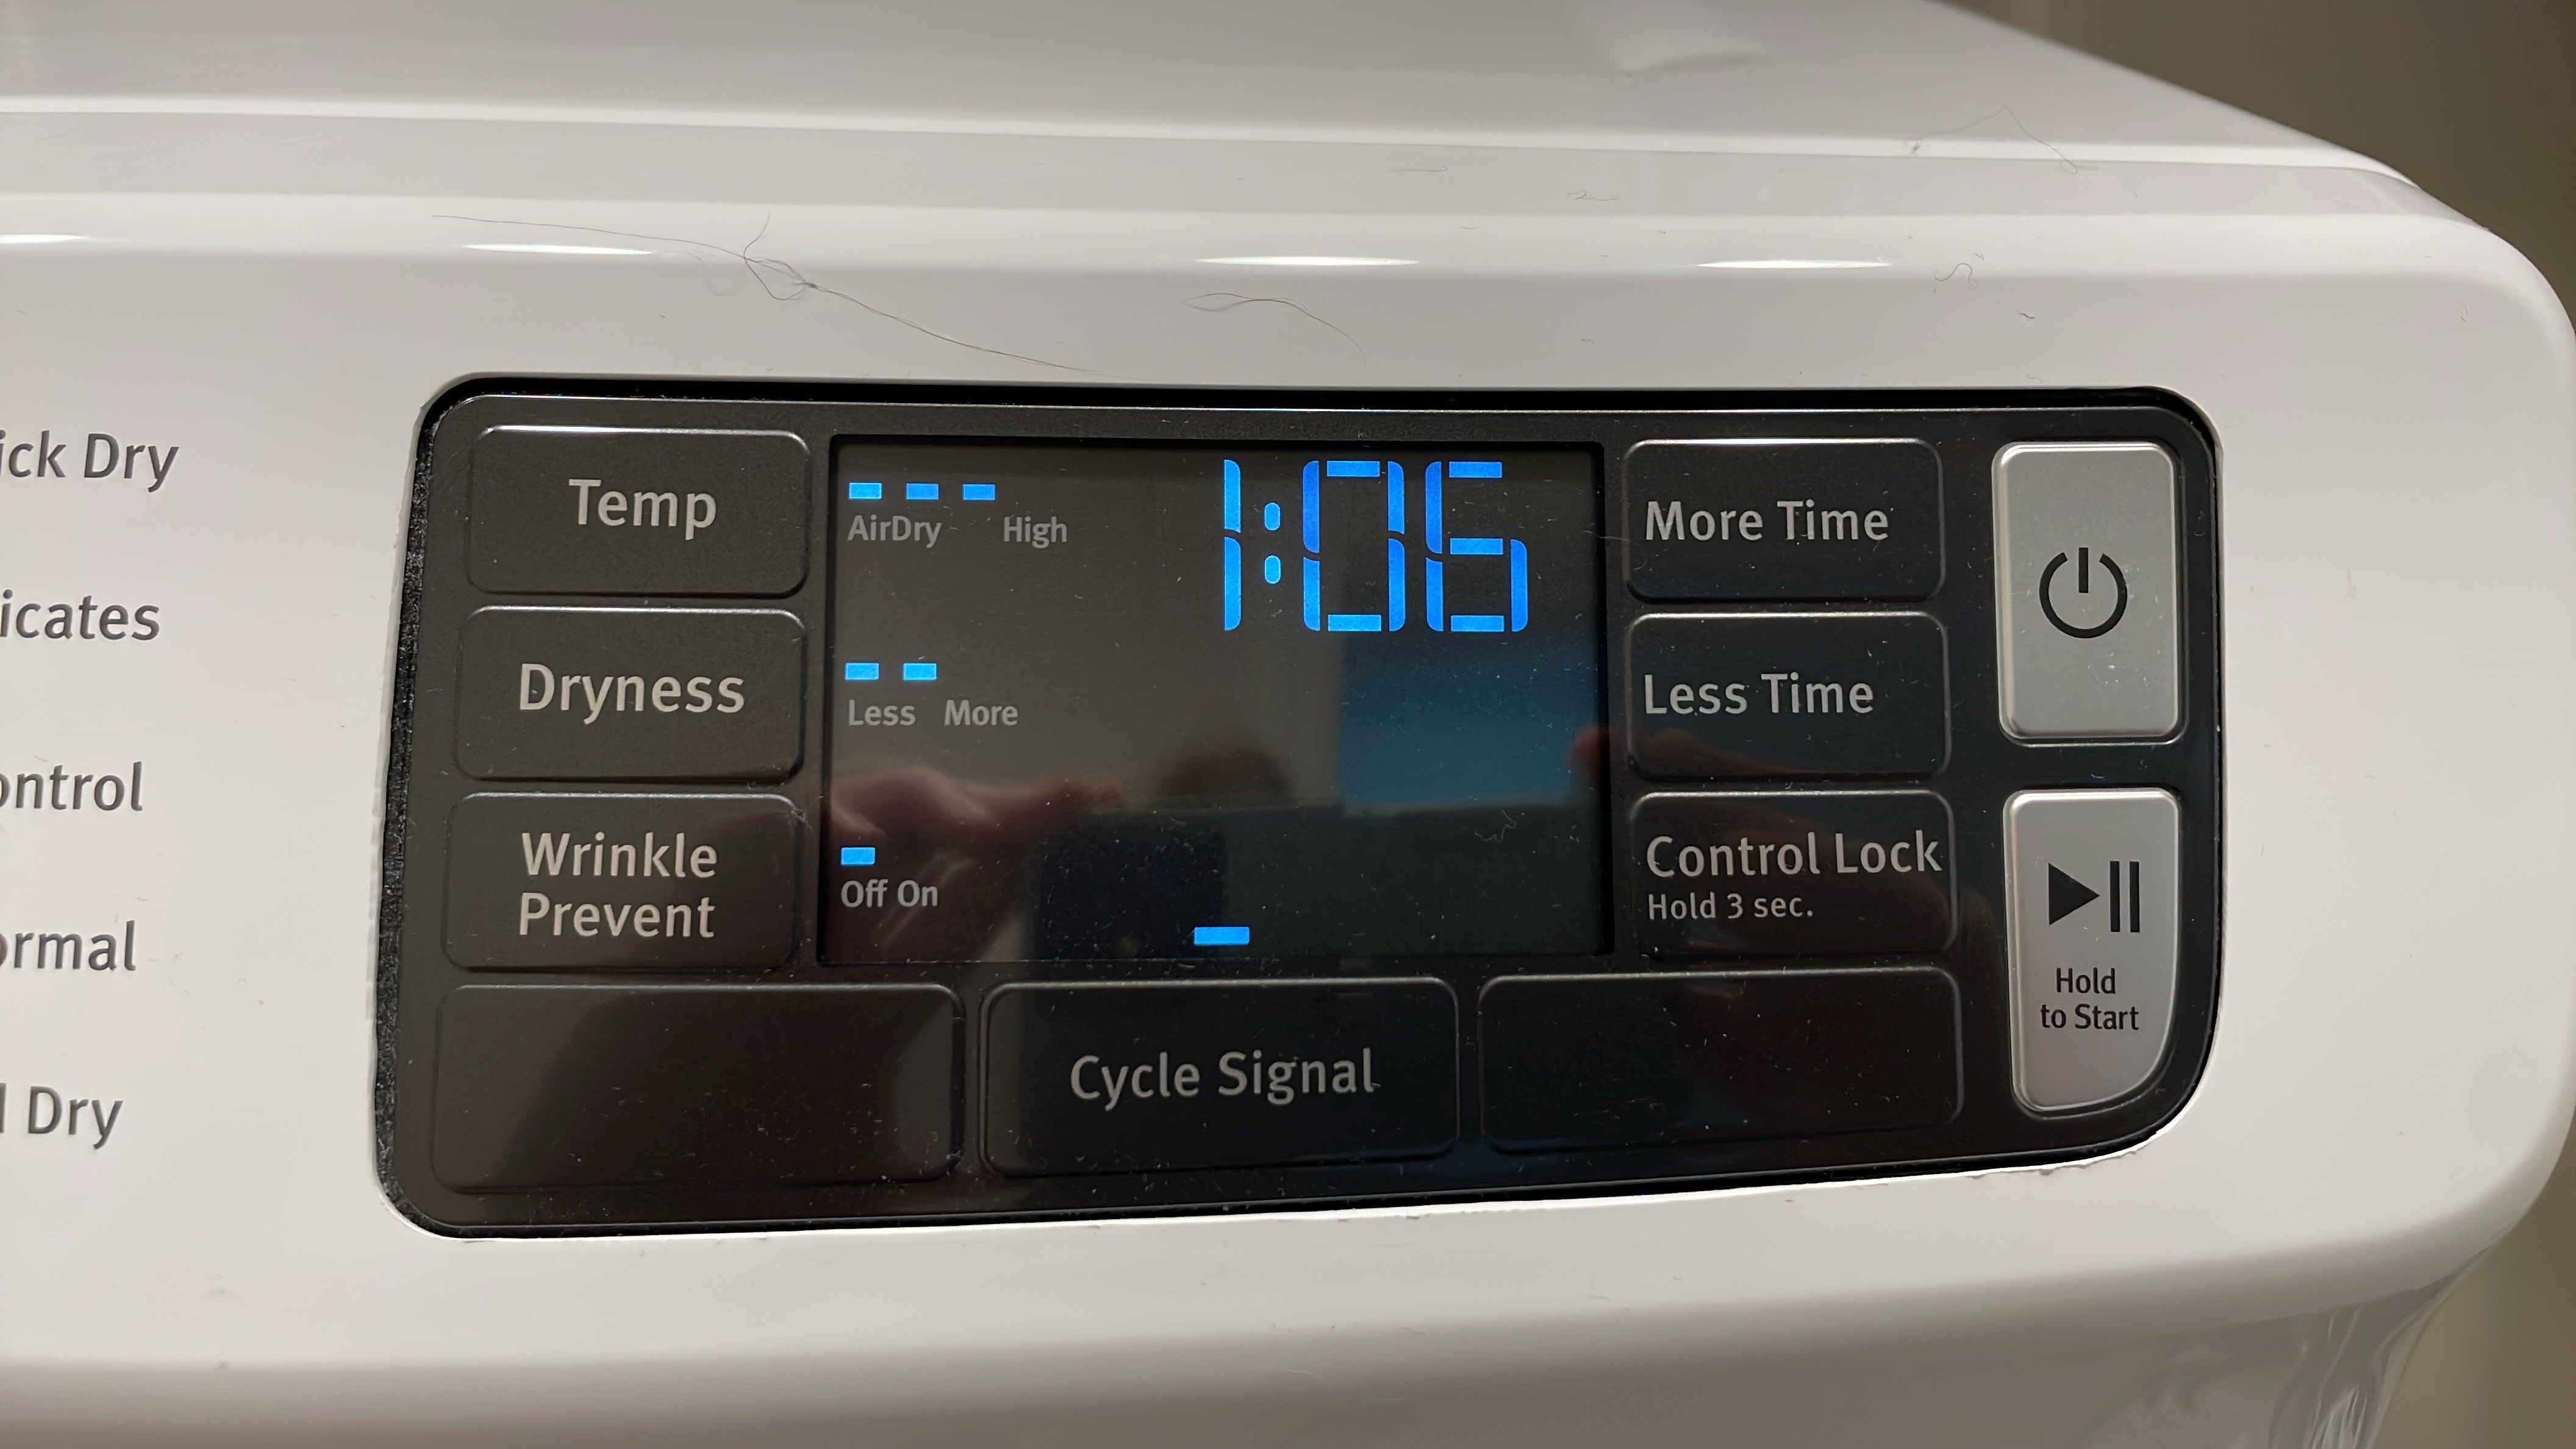 ick Dry
icates
ontrol
ormal
Dry
Temp
Dryness
Wrinkle
Prevent
AirDry High
1:06
Less More
Off On
More Time
Less Time
Control Lock
Hold 3 sec.
Hold
to Start
Cycle Signal